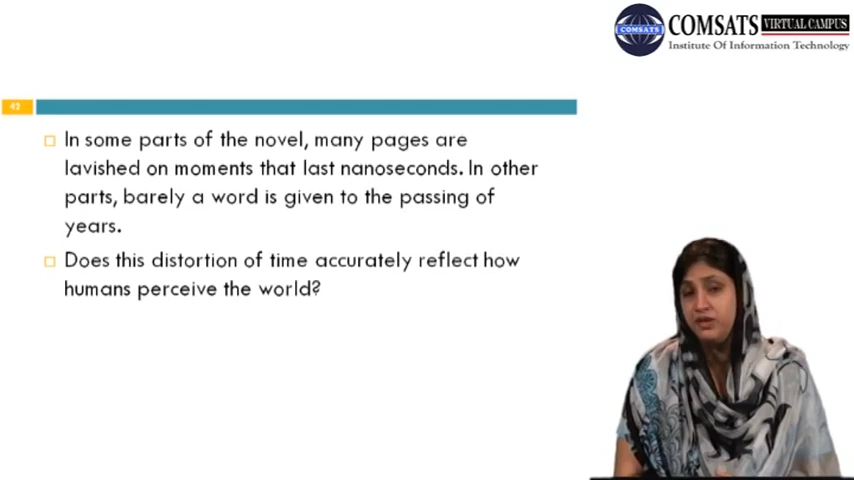 COMSATS
COMSATS VIRTUAL CAMPUS
Institute Of Information Technology
92
In some parts of the novel, many pages are
lavished on moments that last nanoseconds. In other
parts, barely a word is given to the passing of
years.
Does this distortion of time accurately reflect how
humans perceive the world?